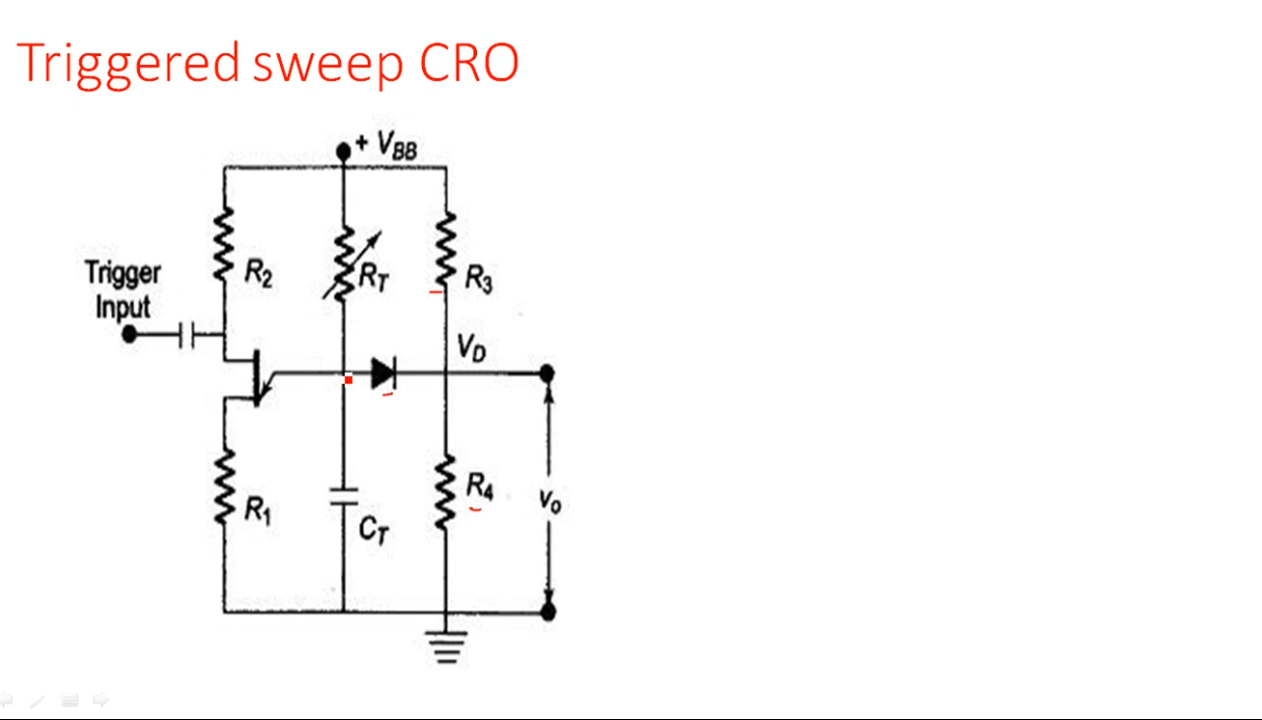 Triggered sweep CRO
+ VBB
Trigger
Input
R2
RT
R3
VD
R1
CT
R4
vo